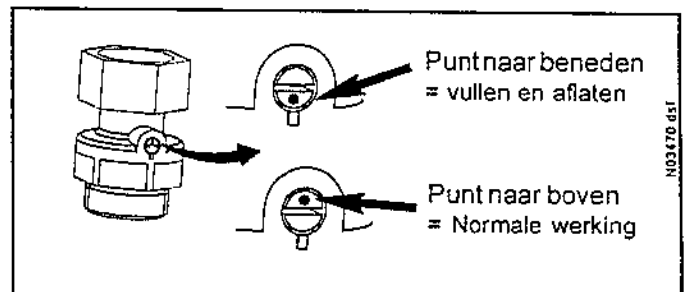 Punt naar beneden
= vullen en aflaten
Punt naar boven
= Normale werking
N03470 dsf